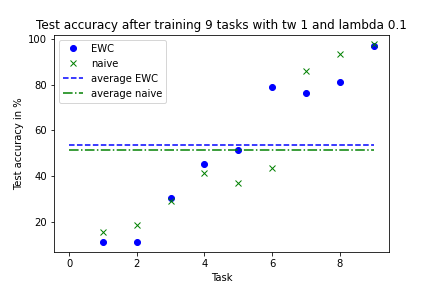 Test accuracy after training 9 tasks with tw 1 and lambda 0.1
100
80
60
40
20
Test accuracy in %
EWC
naive
average EWC
average naive
0 2 4 6 8
Task